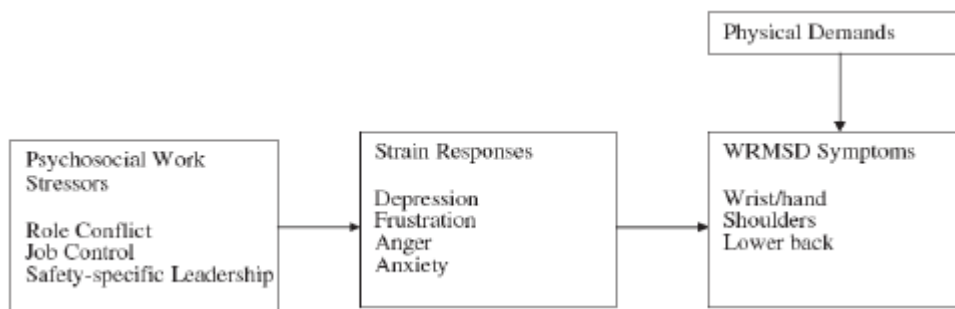 Physical Demands
Psychosocial Work
Stressors
Role Conflict
Job Control
Safety-specific Leadership
Strain Responses
Depression
Frustration
Anger
Anxiety
WRMSD Symptoms
Wrist/hand
Shoulders
Lower back